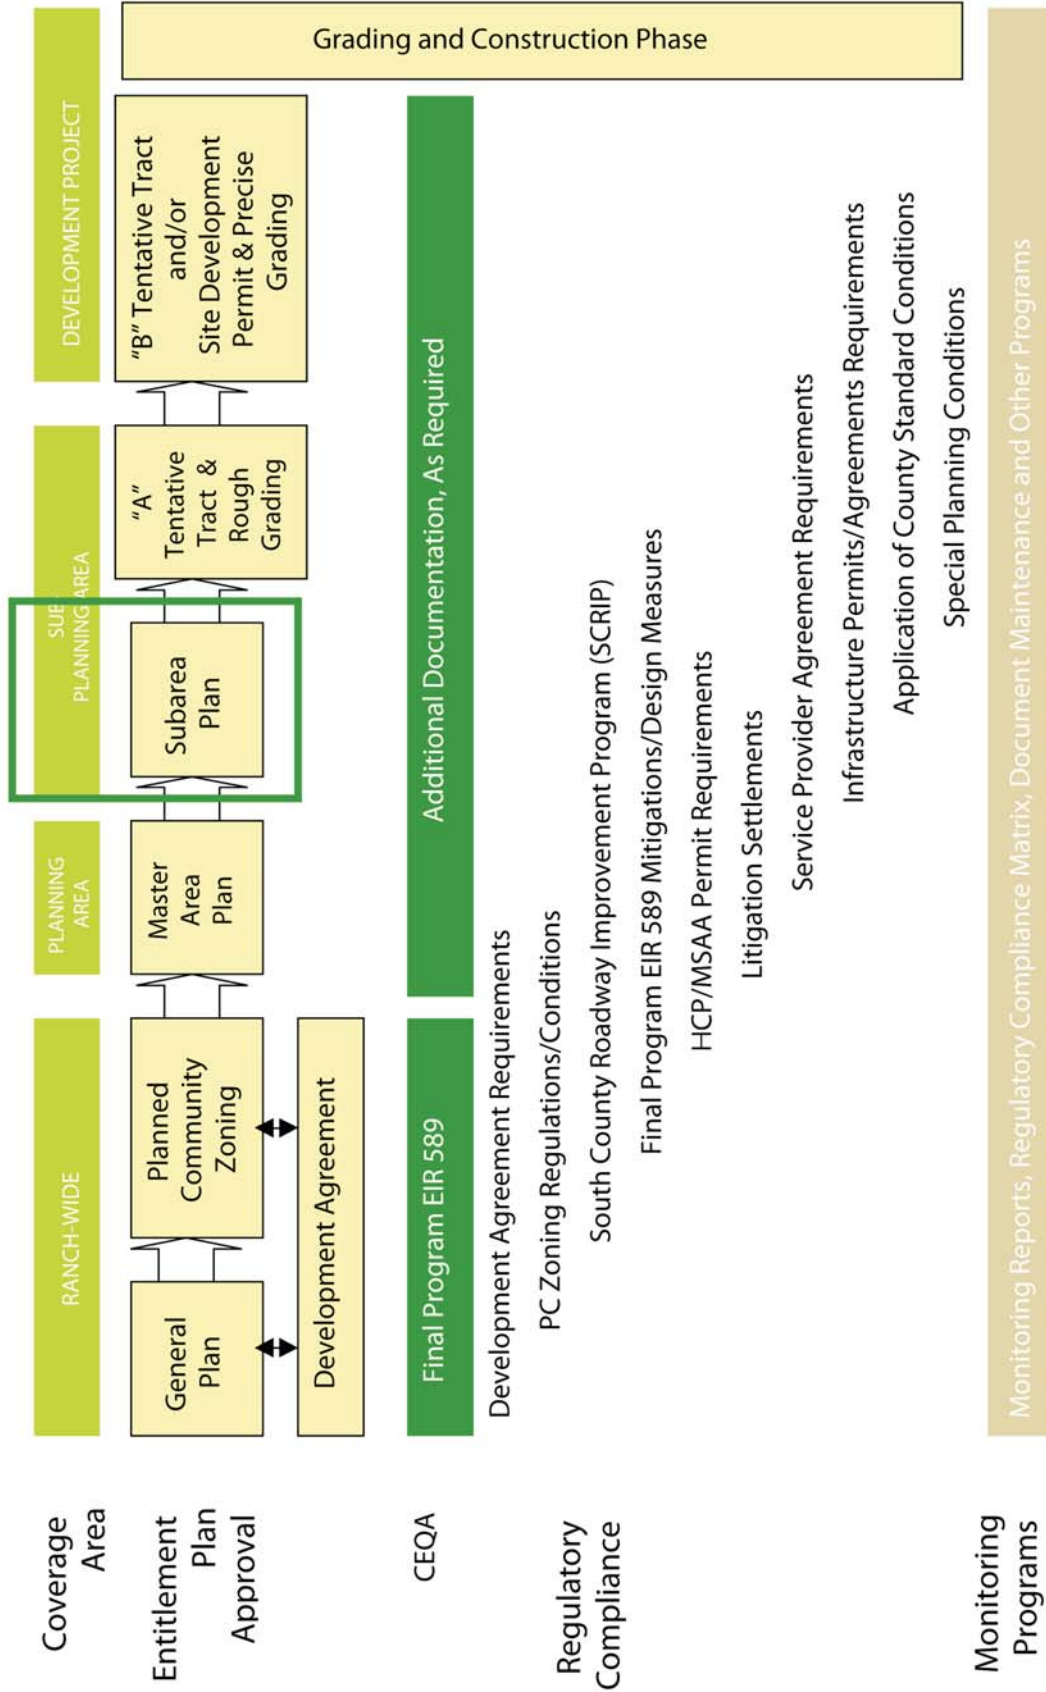 Coverage
Area
RANCH-WIDE
PLANNING
AREA
SUB-
PLANNING AREA
DEVELOPMENT PROJECT
Entitlement
Plan
Approval
General
Plan
Planned
Community
Zoning
Master
Area
Plan
Subarea
Plan
"A"
Tentative
Tract &
Rough
Grading
"B" Tentative Tract
and/or
Site Development
Permit & Precise
Grading
Development Agreement
Grading and Construction Phase
CEQA
Final Program EIR 589
Additional Documentation, As Required
Regulatory
Compliance
Development Agreement Requirements
PC Zoning Regulations/Conditions
South County Roadway Improvement Program (SCRIP)
Final Program EIR 589 Mitigations/Design Measures
HCP/MSAA Permit Requirements
Litigation Settlements
Service Provider Agreement Requirements
Infrastructure Permits/Agreements Requirements
Application of County Standard Conditions
Special Planning Conditions
Monitoring
Programs
Monitoring Reports, Regulatory Compliance Matrix, Document Maintenance and Other Programs